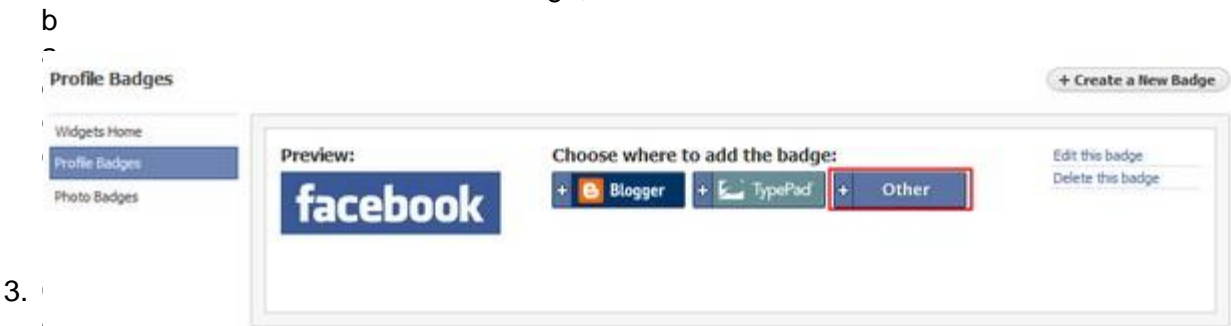 b
Profile Badges
+ Create a New Badge
Widgets Home
Profile Badges
Photo Badges
Preview:
facebook
Choose where to add the badge:
+ Blogger
+ TypePad
+ Other
Edit this badge
Delete this badge
3.